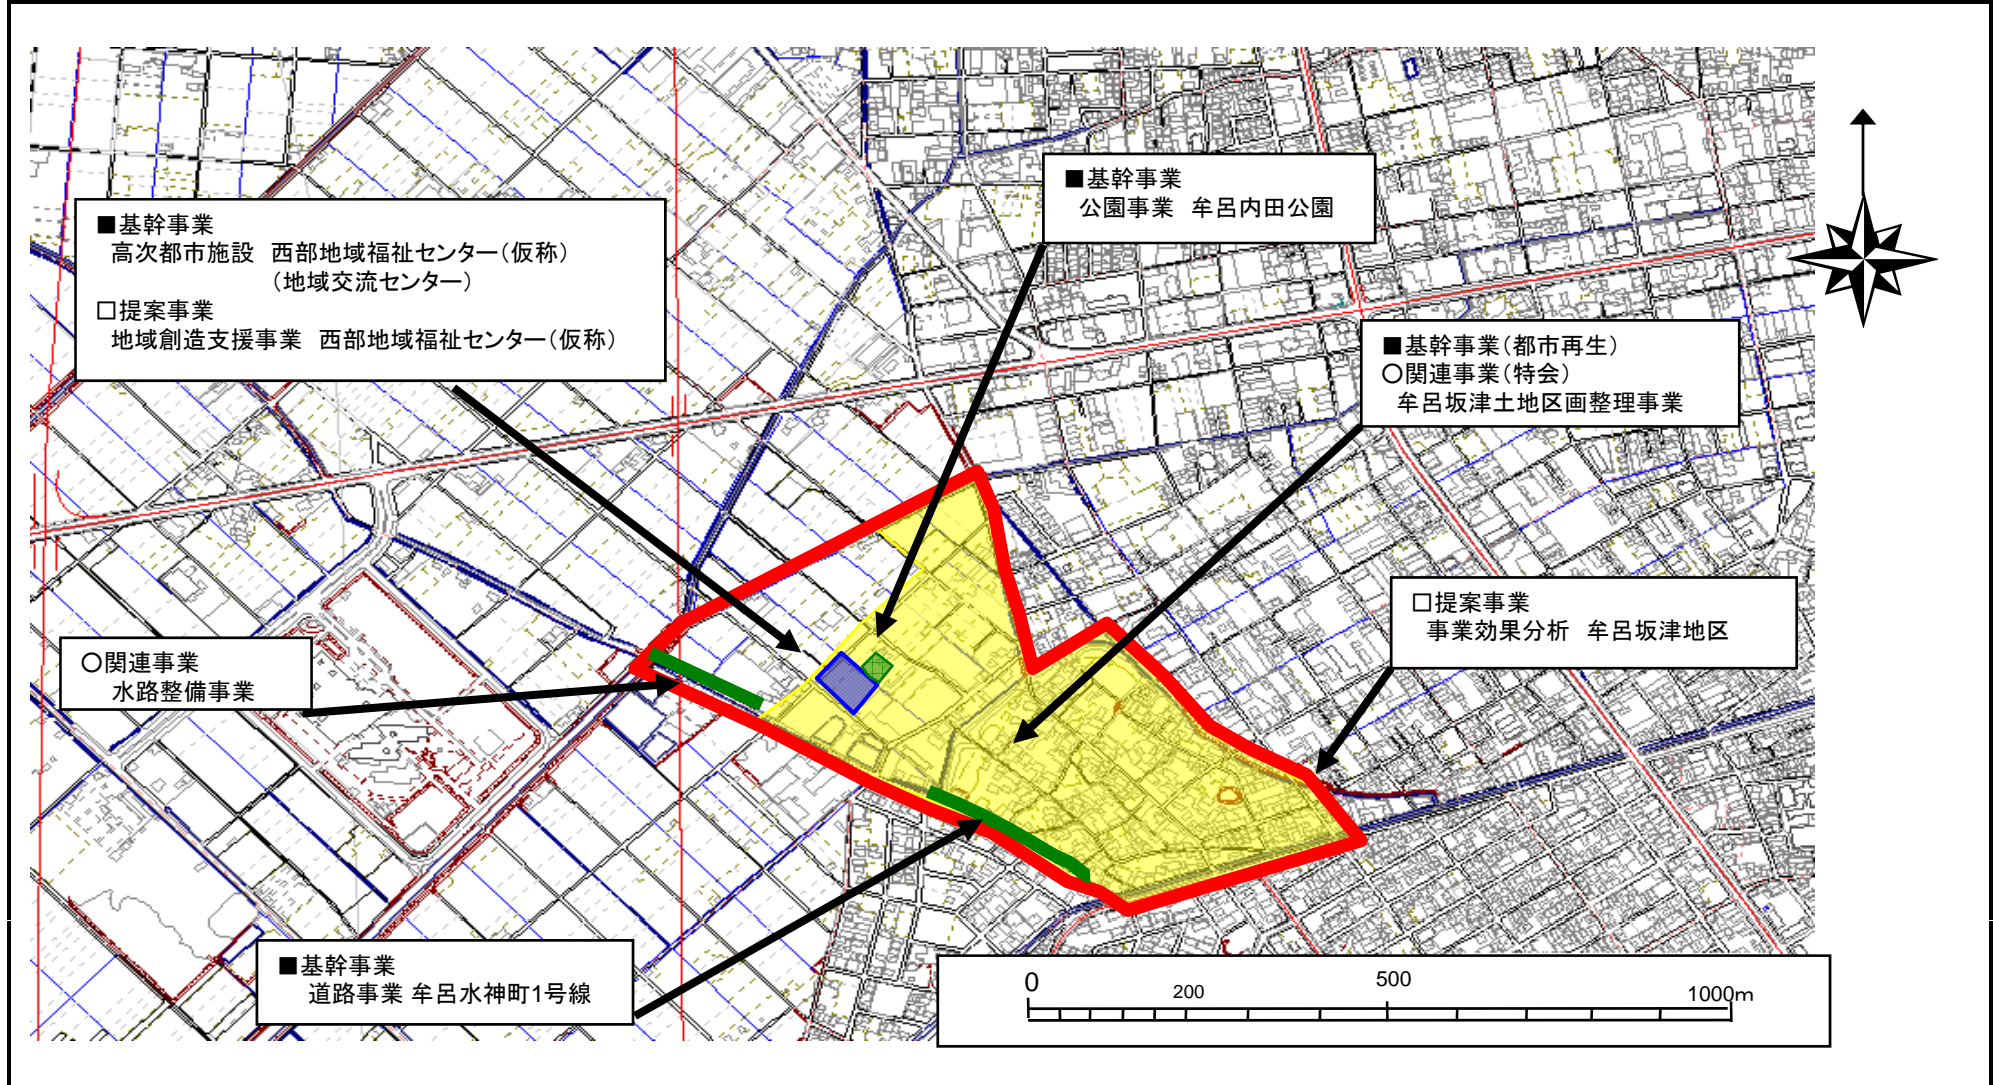 ■基幹事業
公園事業 牟呂内田公園
■基幹事業
高次都市施設 西部地域福祉センター（仮称）
（地域交流センター）
□提案事業
地域創造支援事業 西部地域福祉センター（仮称）
■基幹事業（都市再生）
○関連事業（特会）
牟呂坂津土地区画整理事業
□提案事業
事業効果分析 牟呂坂津地区
○関連事業
水路整備事業
■基幹事業
道路事業 牟呂水神町1号線
0 200 500 1000m